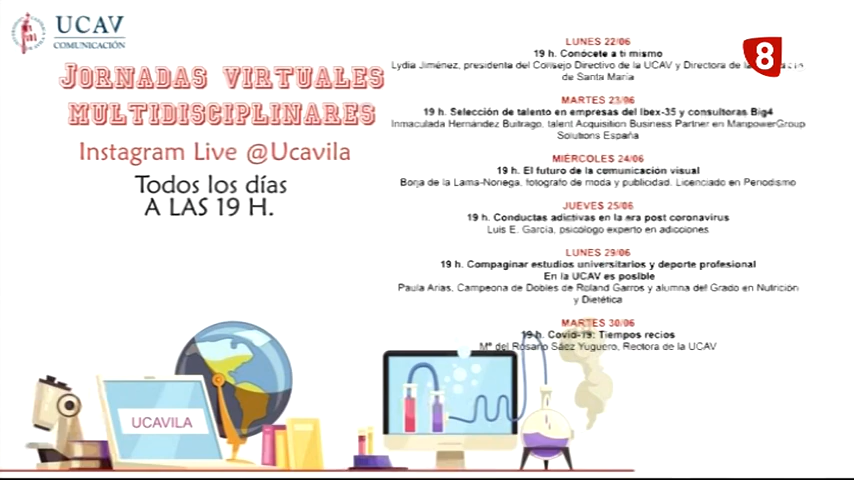 UCAV
COMUNICACIÓN
JORNADAS VIRTUALES
MULTIDISCIPLINARES
Instagram Live @Ucavila
Todos los días
A LAS 19 H.
8
LUNES 22/06
19 h. Conócete a ti mismo
Lydia Jiménez, presidenta del Consejo Directivo de la UCAV y Directora de la
de Santa María
MARTES 23/06
19 h. Selección de talento en empresas del Ibex-35 y consultoras Big4
Inmaculada Hernández Buitrago, talent Acquisition Business Partner en ManpowerGroup
Solutions España
MIÉRCOLES 24/06
19 h. El futuro de la comunicación visual
Borja de la Lama-Noriega, fotógrafo de moda y publicidad. Licenciado en Periodismo
JUEVES 25/06
19 h. Conductas adictivas en la era post coronavirus
Luis E. García, psicólogo experto en adicciones
LUNES 29/06
19 h. Compaginar estudios universitarios y deporte profesional
En la UCAV es posible
Paula Arias, Campeona de Dobles de Roland Garros y alumna del Grado en Nutrición
y Dietética
MARTES 30/06
19 h. Covid-19: Tiempos recios
Mª del Rosario Sáez Yuguero, Rectora de la UCAV
UCAVILA